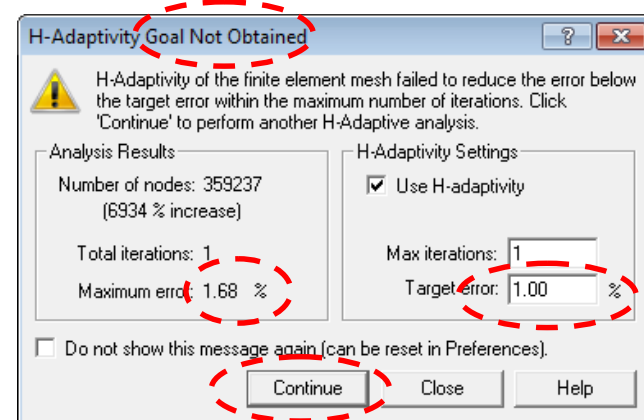 H-Adaptivity Goal Not Obtained
H-Adaptivity of the finite element mesh failed to reduce the error below
the target error within the maximum number of iterations. Click
'Continue' to perform another H-Adaptive analysis.
Analysis Results
Number of nodes: 359237
(6934 % increase)
Total iterations: 1
Maximum error: 1.68 %
H-Adaptivity Settings
Use H-adaptivity
Max iterations: 1
Target error: 1.00 %
Do not show this message again (can be reset in Preferences).
Continue Close Help